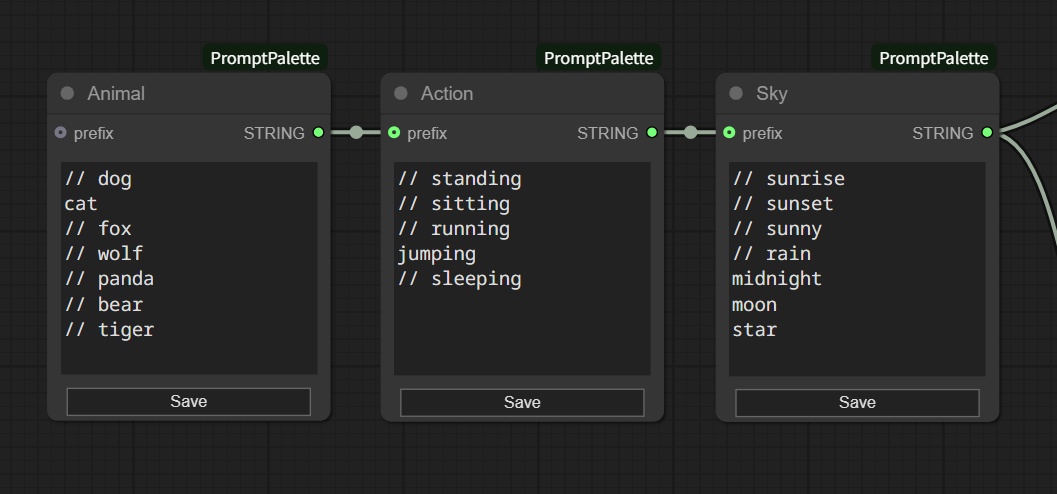 PromptPalette
Animal
prefix STRING
// dog
cat
// fox
// wolf
// panda
// bear
// tiger
Save
PromptPalette
Action
prefix STRING
// standing
// sitting
// running
jumping
// sleeping
Save
PromptPalette
Sky
prefix STRING
// sunrise
// sunset
// sunny
// rain
midnight
moon
star
Save